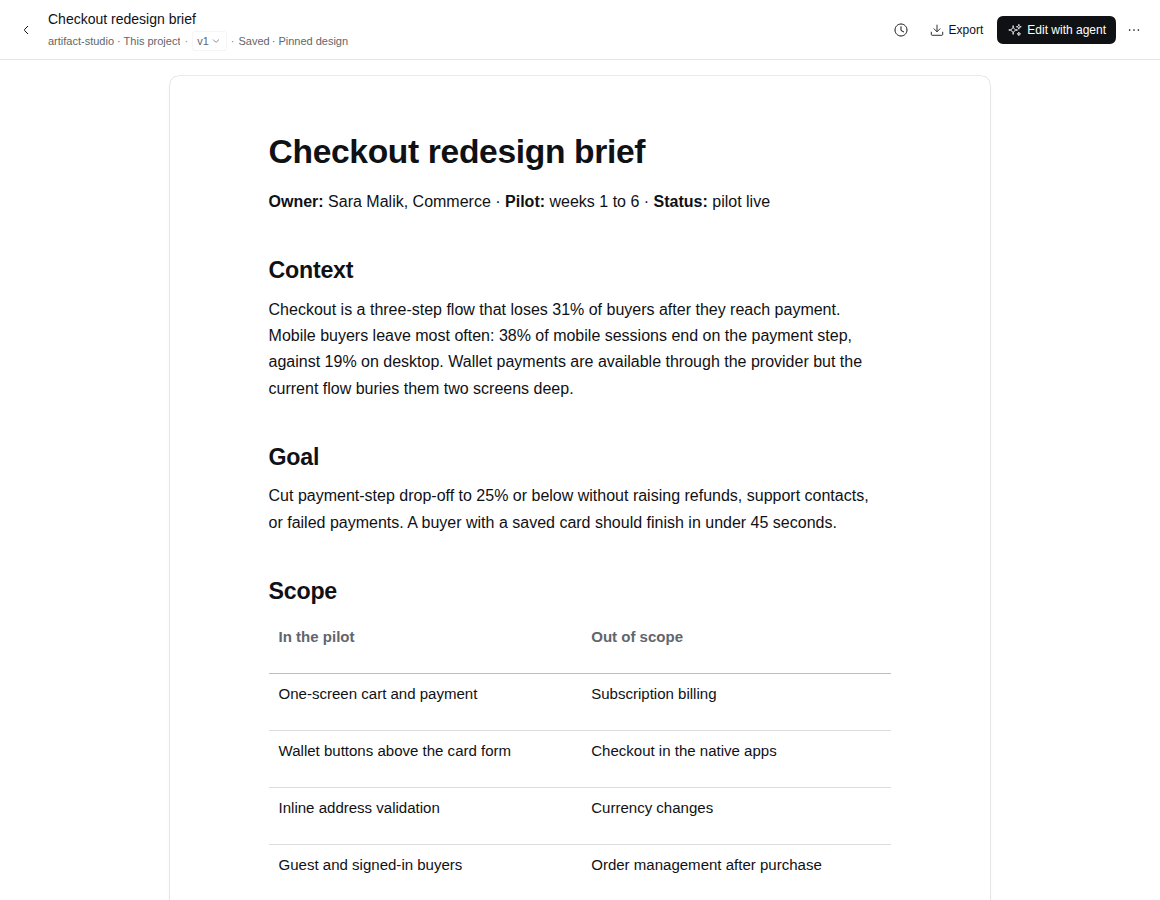 Checkout redesign brief
artifact-studio · This project · v1 · Saved · Pinned design
Export
Edit with agent
Checkout redesign brief
Owner: Sara Malik, Commerce · Pilot: weeks 1 to 6 · Status: pilot live
Context
Checkout is a three-step flow that loses 31% of buyers after they reach payment.
Mobile buyers leave most often: 38% of mobile sessions end on the payment step,
against 19% on desktop. Wallet payments are available through the provider but the
current flow buries them two screens deep.
Goal
Cut payment-step drop-off to 25% or below without raising refunds, support contacts,
or failed payments. A buyer with a saved card should finish in under 45 seconds.
Scope
In the pilot Out of scope
One-screen cart and payment Subscription billing
Wallet buttons above the card form Checkout in the native apps
Inline address validation Currency changes
Guest and signed-in buyers Order management after purchase